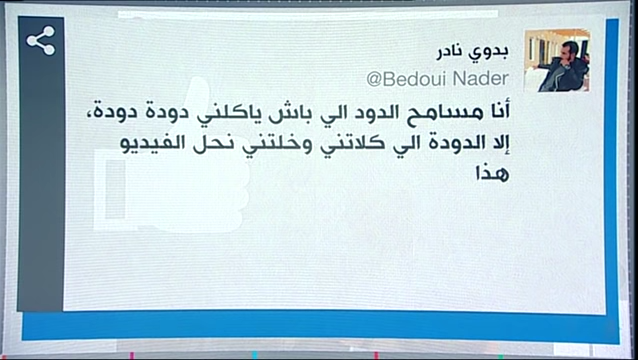 بدوي نادر
@Bedoui Nader
أنا مسامح الدود الي باش ياكلني دودة دودة،
إلا الدودة الي كلاتني وخلتني نحل الفيديو
هذا